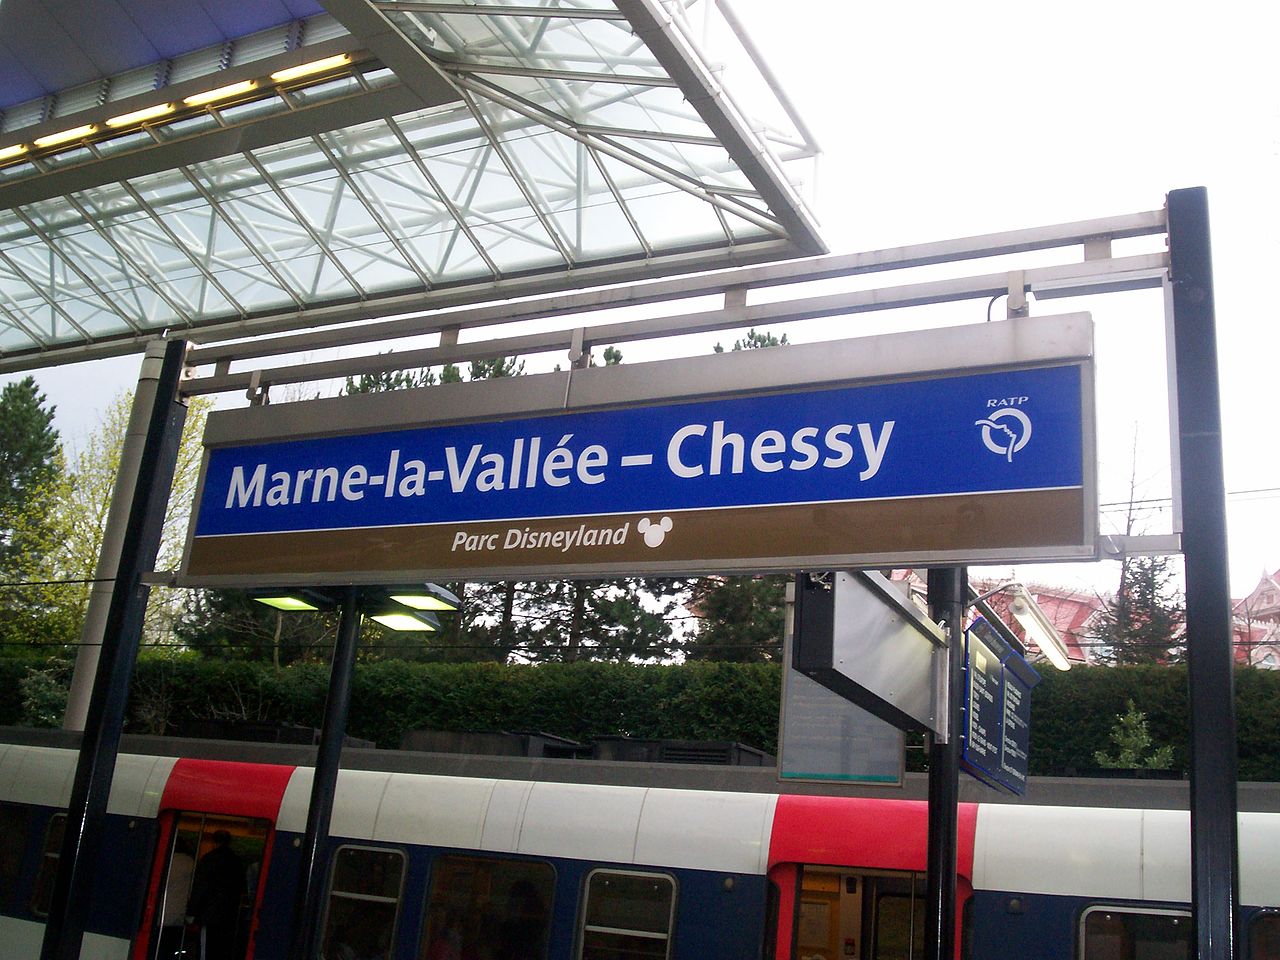 RATP
Marne-la-Vallée – Chessy
Parc Disneyland